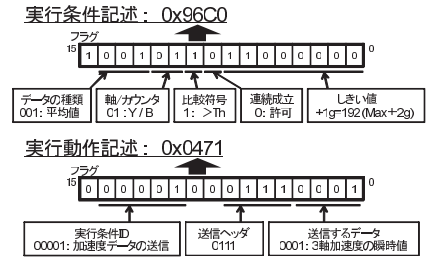 実行条件記述: 0x96C0
フラグ
15 1 0 0 1 0 1 1 0 1 1 0 0 0 0 0 0 0
データの種類
001: 平均値
軸/カウンタ
01: Y / B
比較符号
1: >Th
連続成立
0: 許可
しきい値
+1g=192(Max±2g)
実行動作記述: 0x0471
フラグ
15 0 0 0 0 0 1 0 0 0 1 1 1 0 0 0 1 0
実行条件ID
00001: 加速度データの送信
送信ヘッダ
0111
送信するデータ
0001: 3軸加速度の瞬時値